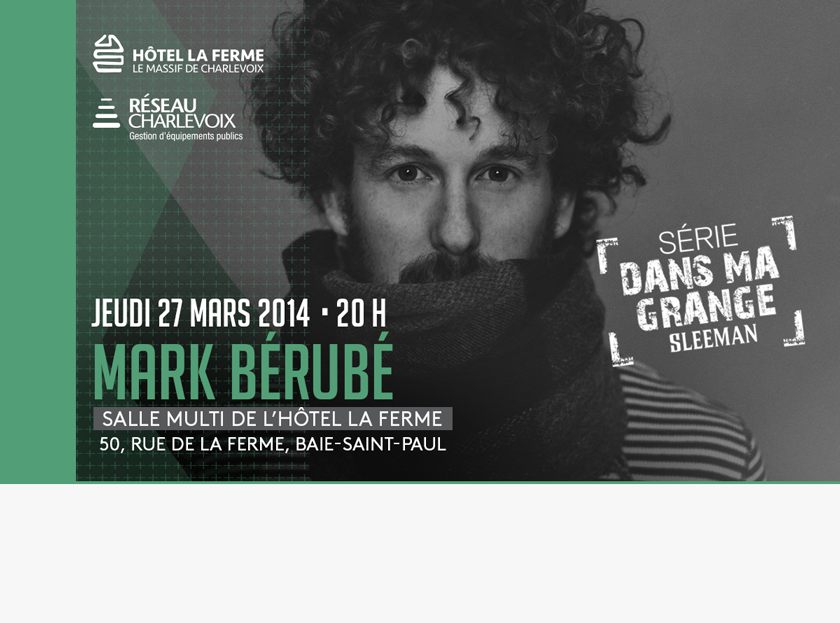 HÔTEL LA FERME
LE MASSIF DE CHARLEVOIX
RÉSEAU
CHARLEVOIX
Gestion d'équipements publics
SÉRIE
DANS MA
GRANGE
SLEEMAN
JEUDI 27 MARS 2014 · 20 H
MARK BÉRUBÉ
SALLE MULTI DE L'HÔTEL LA FERME
50, RUE DE LA FERME, BAIE-SAINT-PAUL